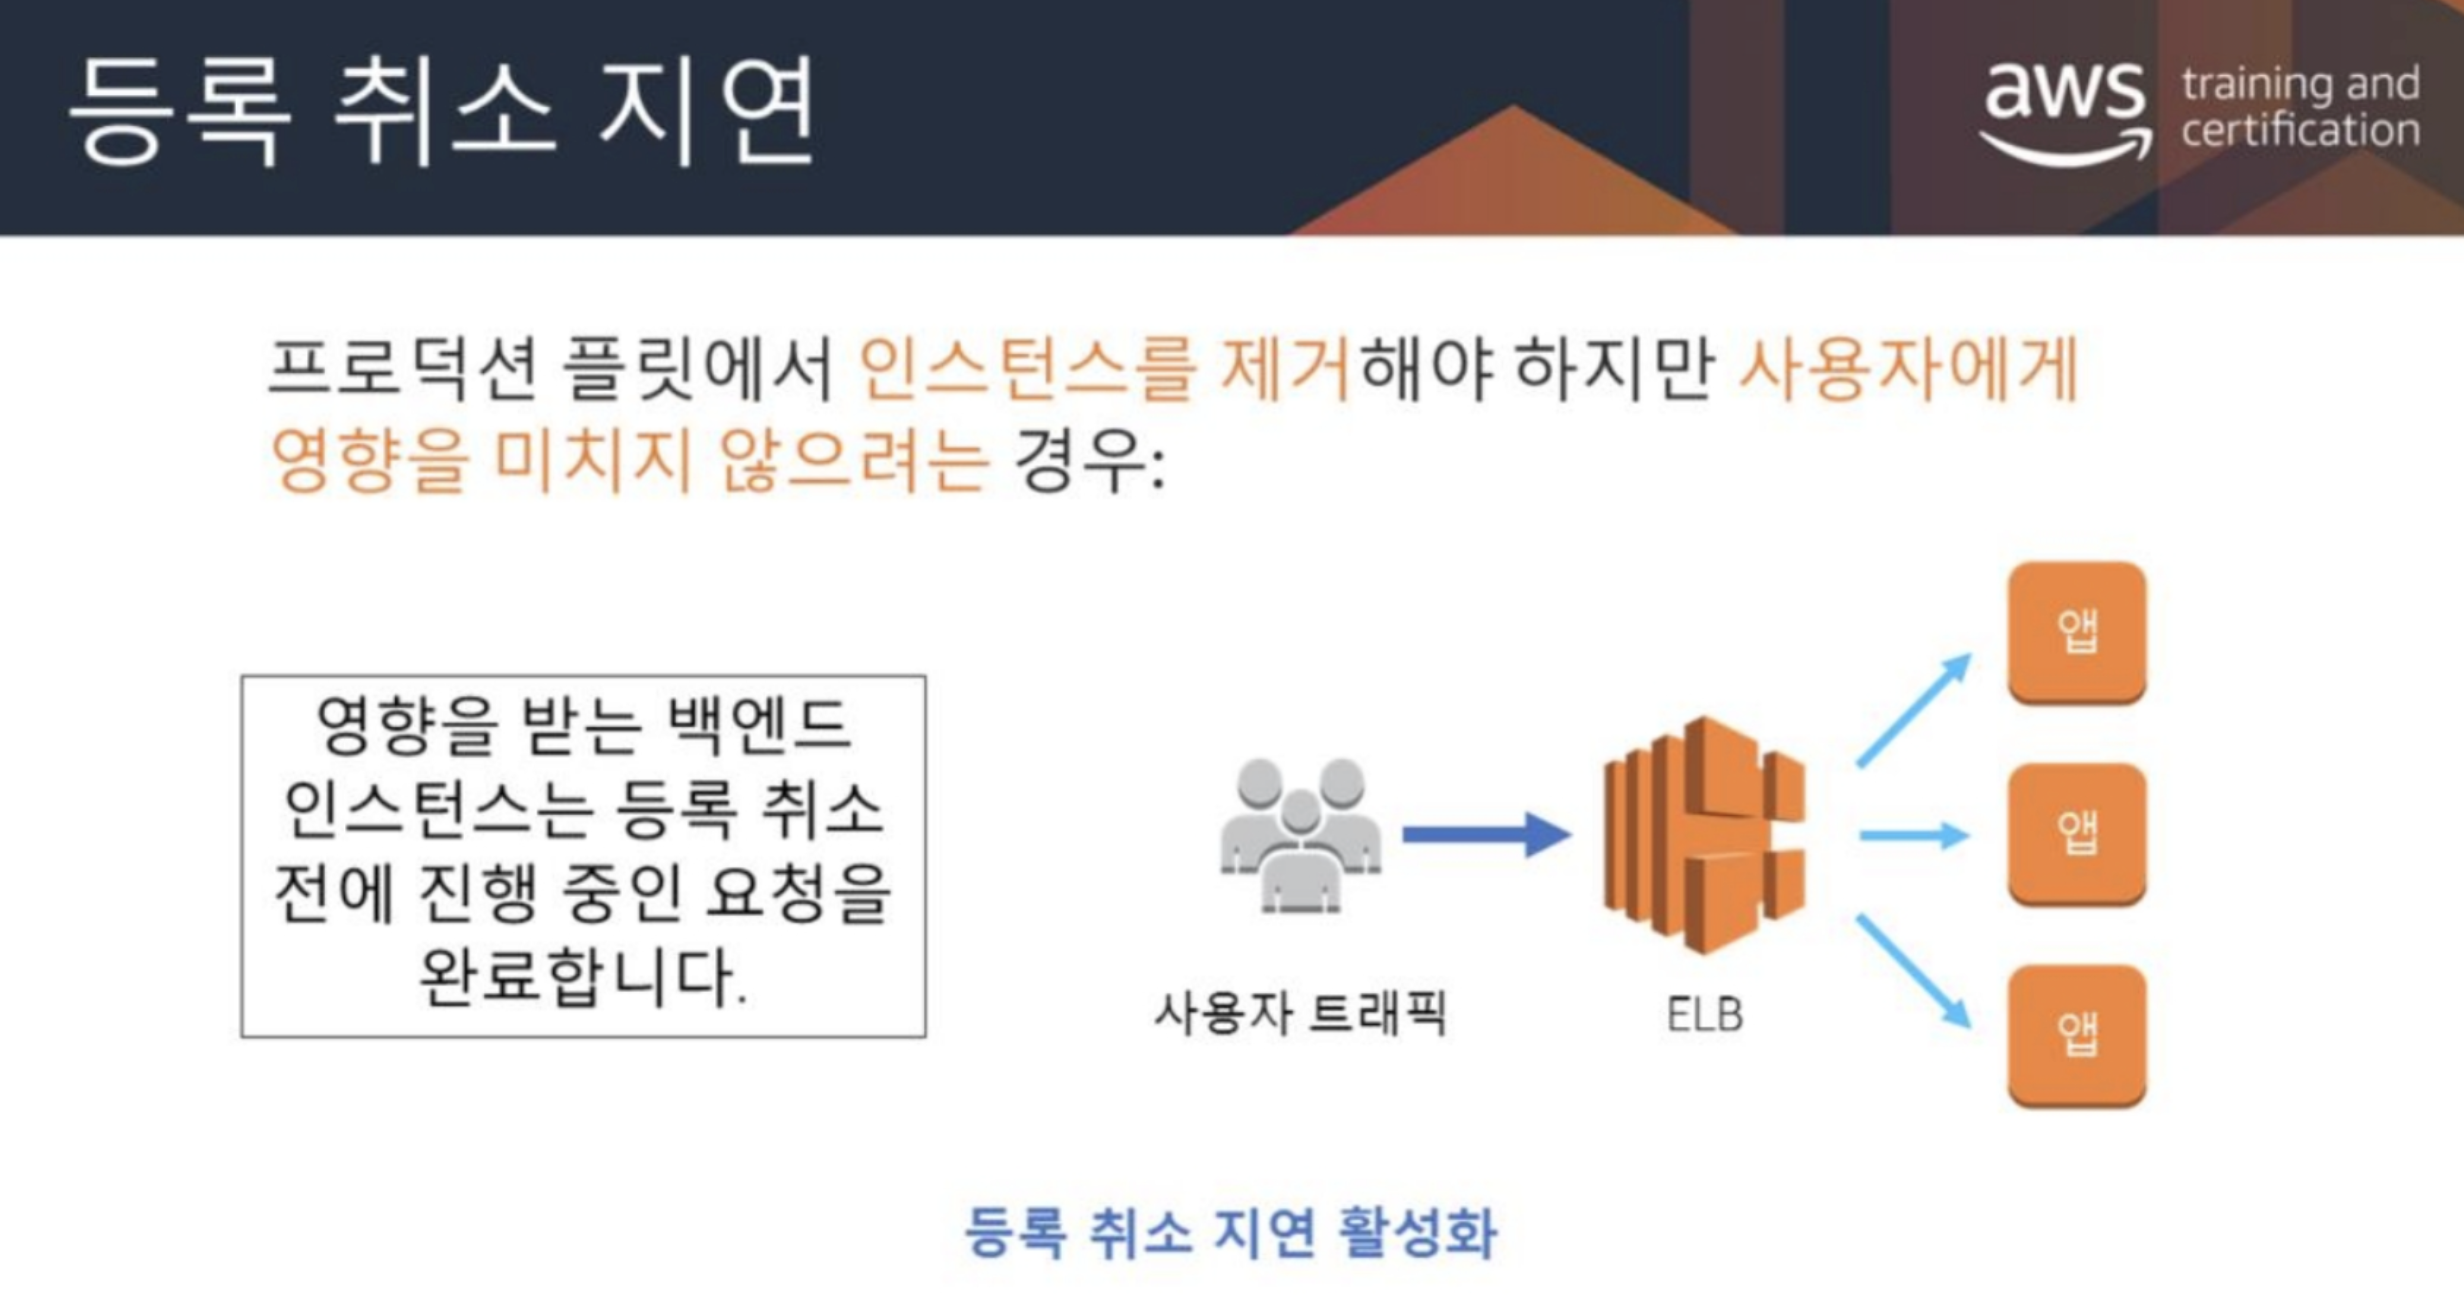 등록 취소 지연
aws training and
certification
프로덕션 플릿에서 인스턴스를 제거해야 하지만 사용자에게
영향을 미치지 않으려는 경우:
영향을 받는 백엔드
인스턴스는 등록 취소
전에 진행 중인 요청을
완료합니다.
앱
앱
앱
사용자 트래픽
ELB
등록 취소 지연 활성화